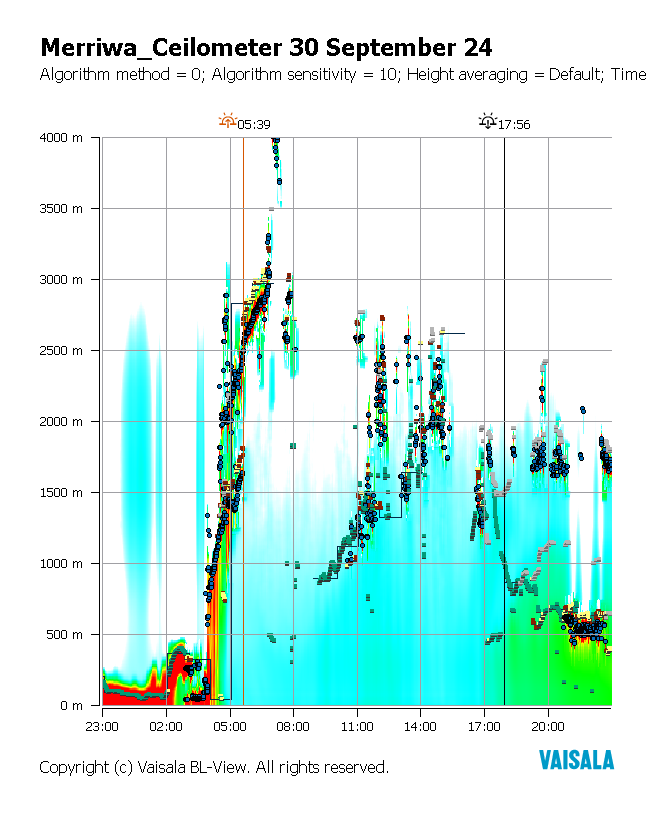 Merriwa_Ceilometer 30 September 24
Algorithm method = 0; Algorithm sensitivity = 10; Height averaging = Default; Time
05:39
17:56
4000 m
3500 m
3000 m
2500 m
2000 m
1500 m
1000 m
500 m
0 m
23:00 02:00 05:00 08:00 11:00 14:00 17:00 20:00
Copyright (c) Vaisala BL-View. All rights reserved.
VAISALA